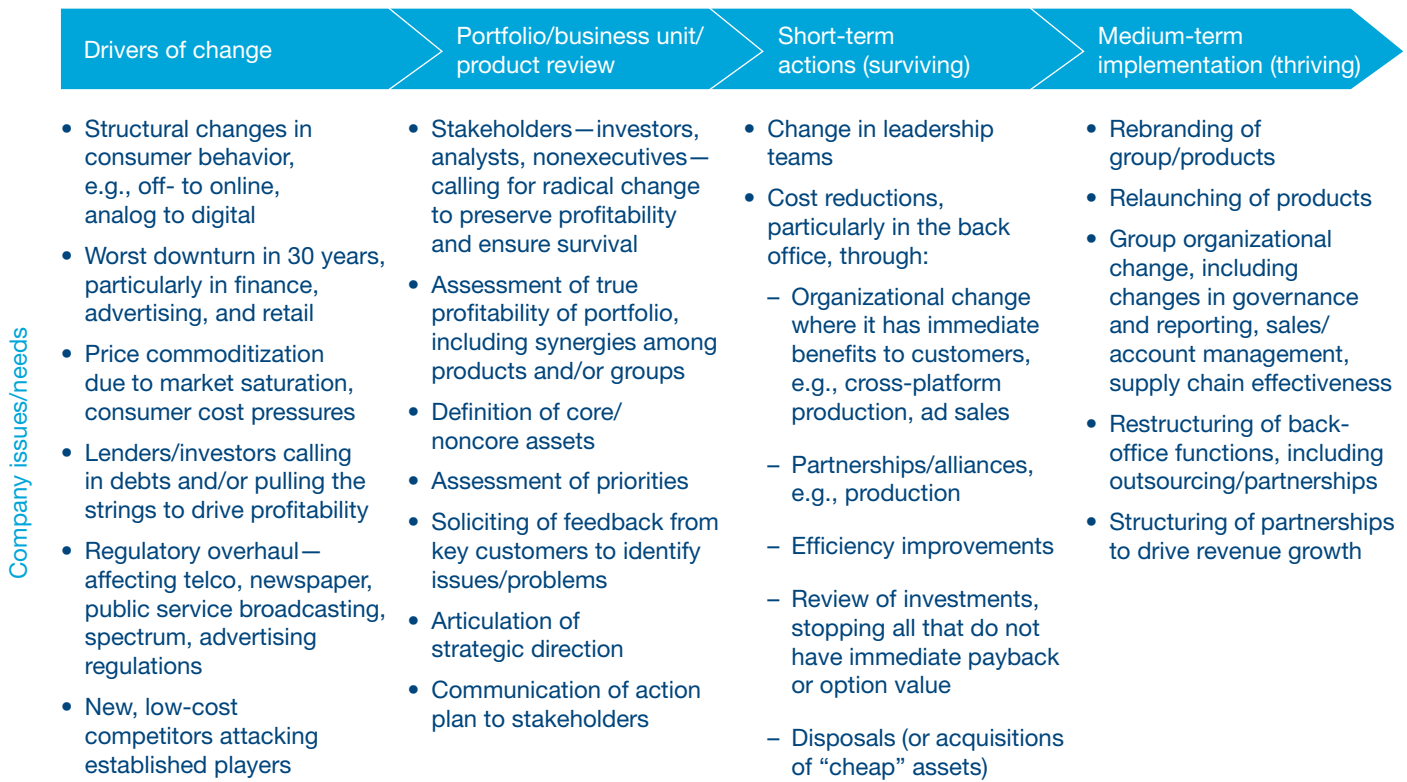 Drivers of change
Portfolio/business unit/
product review
Short-term
actions (surviving)
Medium-term
implementation (thriving)
Company issues/needs
• Structural changes in
consumer behavior,
e.g., off- to online,
analog to digital
• Worst downturn in 30 years,
particularly in finance,
advertising, and retail
• Price commoditization
due to market saturation,
consumer cost pressures
• Lenders/investors calling
in debts and/or pulling the
strings to drive profitability
• Regulatory overhaul—
affecting telco, newspaper,
public service broadcasting,
spectrum, advertising
regulations
• New, low-cost
competitors attacking
established players
• Stakeholders—investors,
analysts, nonexecutives—
calling for radical change
to preserve profitability
and ensure survival
• Assessment of true
profitability of portfolio,
including synergies among
products and/or groups
• Definition of core/
noncore assets
• Assessment of priorities
• Soliciting of feedback from
key customers to identify
issues/problems
• Articulation of
strategic direction
• Communication of action
plan to stakeholders
• Change in leadership
teams
• Cost reductions,
particularly in the back
office, through:
– Organizational change
where it has immediate
benefits to customers,
e.g., cross-platform
production, ad sales
– Partnerships/alliances,
e.g., production
– Efficiency improvements
– Review of investments,
stopping all that do not
have immediate payback
or option value
– Disposals (or acquisitions
of “cheap” assets)
• Rebranding of
group/products
• Relaunching of products
• Group organizational
change, including
changes in governance
and reporting, sales/
account management,
supply chain effectiveness
• Restructuring of back-
office functions, including
outsourcing/partnerships
• Structuring of partnerships
to drive revenue growth